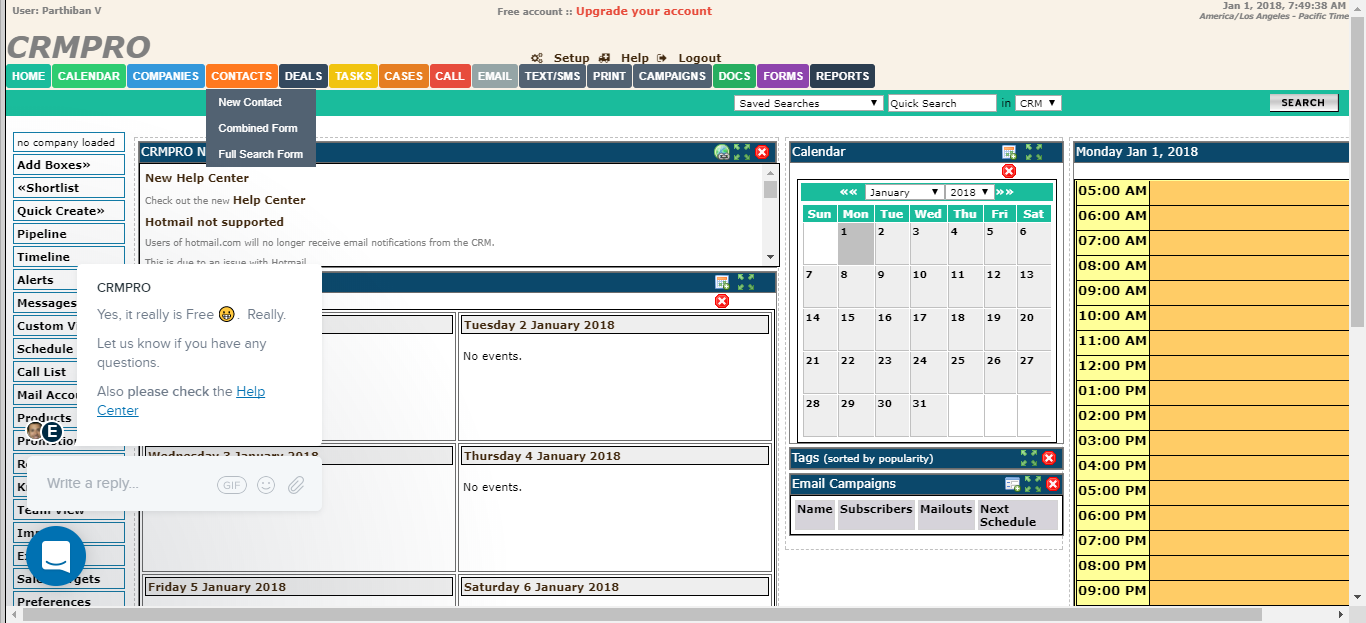 User: Parthiban V
Free account :: Upgrade your account
Jan 1, 2018, 7:49:38 AM
America/Los Angeles - Pacific Time
CRMPRO
Setup Help Logout
HOME CALENDAR COMPANIES CONTACTS DEALS TASKS CASES CALL EMAIL TEXT/SMS PRINT CAMPAIGNS DOCS FORMS REPORTS
New Contact
Combined Form
Full Search Form
Saved Searches Quick Search in CRM SEARCH
no company loaded
Add Boxes»
«Shortlist
Quick Create»
Pipeline
Timeline
Alerts
Messages
Custom
Schedule
Call List
Mail
Products
Team View
Preferences
CRMPRO
New Help Center
Check out the new Help Center
Hotmail not supported
Users of hotmail.com will no longer receive email notifications from the CRM.
This is due to an issue with Hotmail
CRMPRO
Yes, it really is Free . Really.
Let us know if you have any
questions.
Also please check the Help
Center
E
Write a reply...
GIF
Tuesday 2 January 2018
No events.
Wednesday 3 January 2018
Thursday 4 January 2018
No events.
Friday 5 January 2018
Saturday 6 January 2018
Calendar
«« January 2018 »»
Sun Mon Tue Wed Thu Fri Sat
1 2 3 4 5 6
7 8 9 10 11 12 13
14 15 16 17 18 19 20
21 22 23 24 25 26 27
28 29 30 31
Tags (sorted by popularity)
Email Campaigns
Name Subscribers Mailouts Next
Schedule
Monday Jan 1, 2018
05:00 AM
06:00 AM
07:00 AM
08:00 AM
09:00 AM
10:00 AM
11:00 AM
12:00 PM
01:00 PM
02:00 PM
03:00 PM
04:00 PM
05:00 PM
06:00 PM
07:00 PM
08:00 PM
09:00 PM